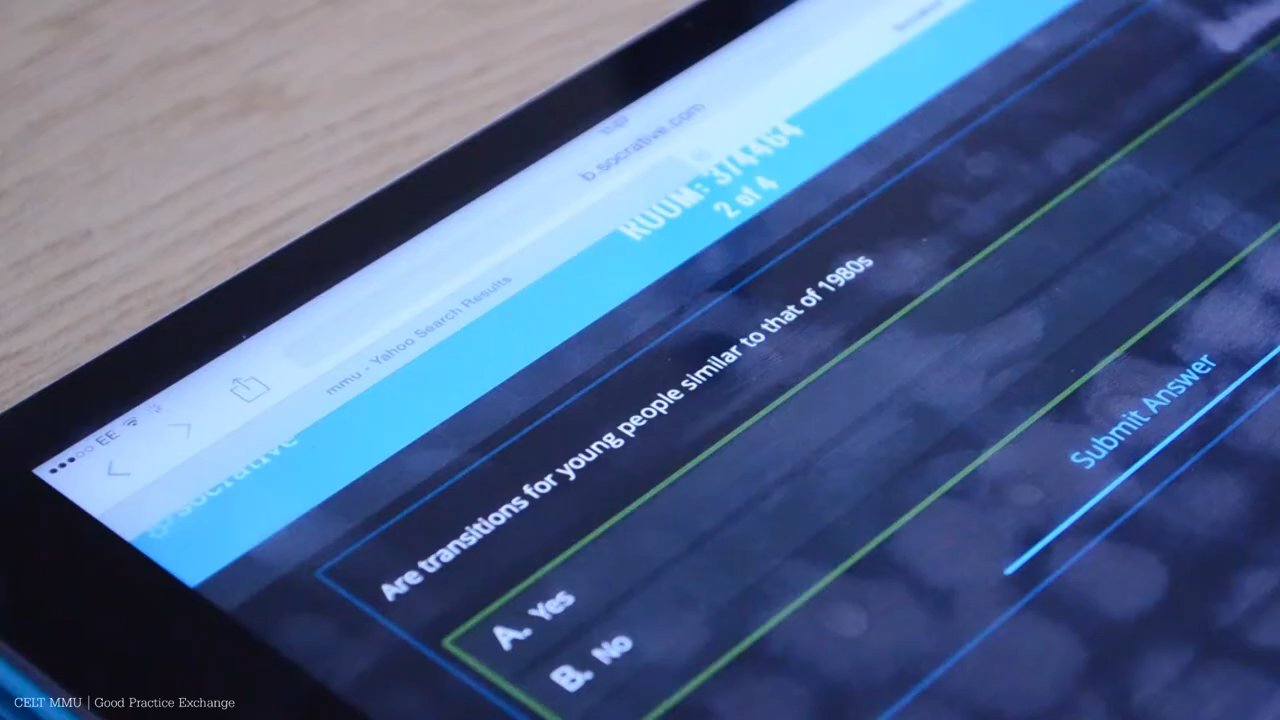 EE
b.socrative.com
mmu - Yahoo Search Results
socrative
ROOM: 374464
2 of 4
Are transitions for young people similar to that of 1980s
A. Yes
B. No
Submit Answer
CELT MMU | Good Practice Exchange